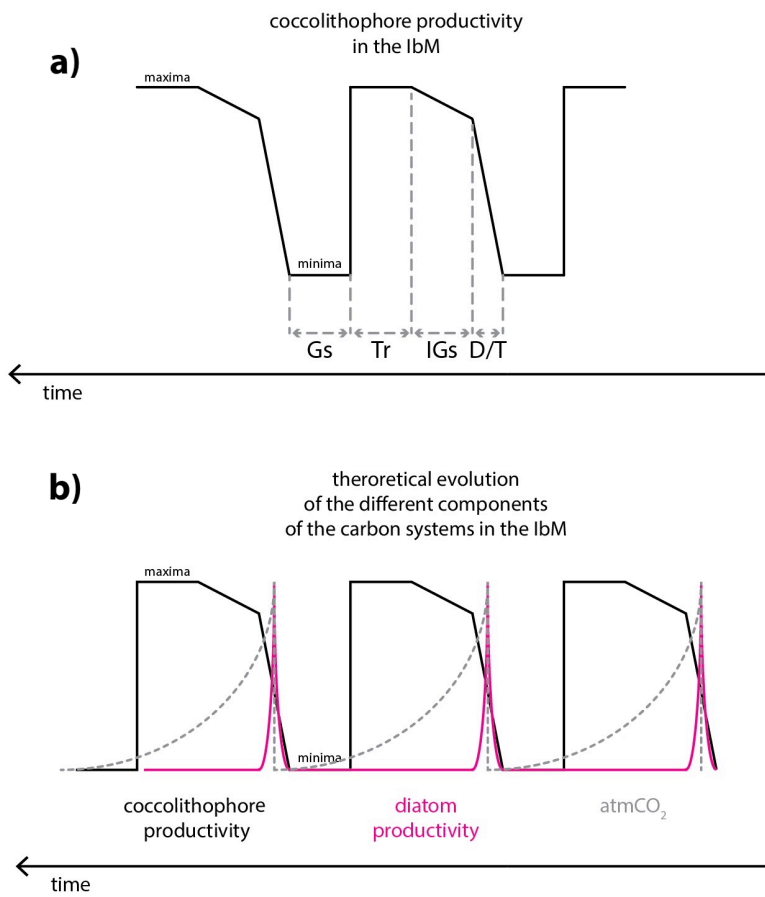 coccolithophore productivity
in the IbM
a)
maxima
minima
Gs Tr IGs D/T
time
b)
theroretical evolution
of the different components
of the carbon systems in the IbM
maxima
minima
coccolithophore
productivity
diatom
productivity
atmCO₂
time